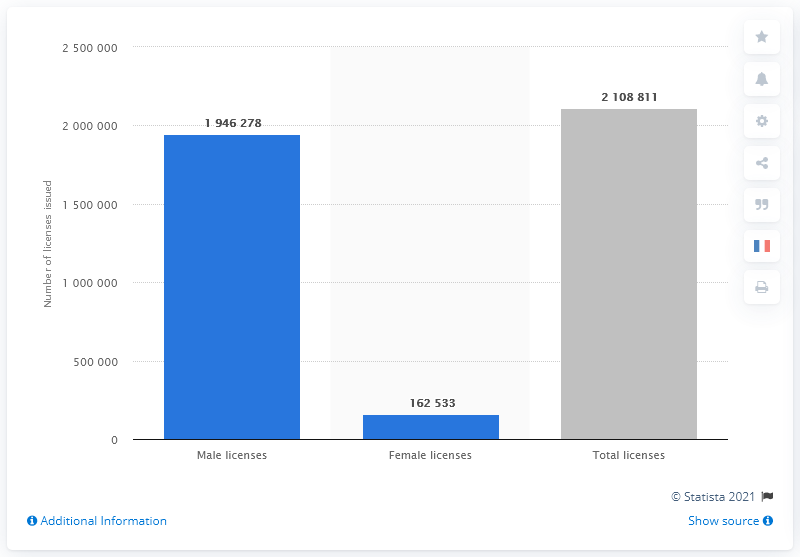 2 500 000
2 000 000
1 500 000
1 000 000
500 000
0
Number of licenses issued
1 946 278
162 533
2 108 811
Male licenses
Female licenses
Total licenses
© Statista 2021
Additional Information
Show source